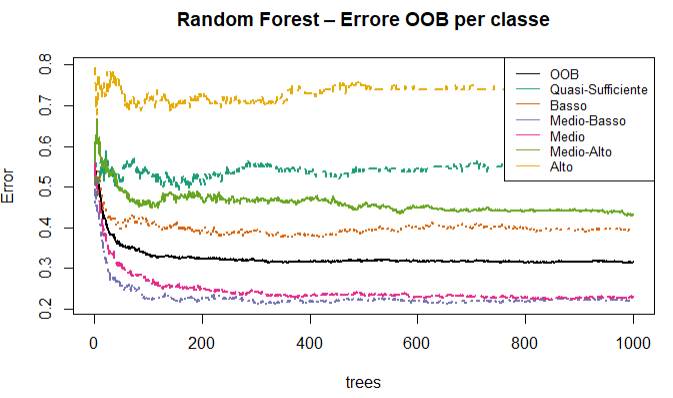 Random Forest – Errore OOB per classe
Error
0.8
0.7
0.6
0.5
0.4
0.3
0.2
OOB
Quasi-Sufficiente
Basso
Medio-Basso
Medio
Medio-Alto
Alto
0 200 400 600 800 1000
trees